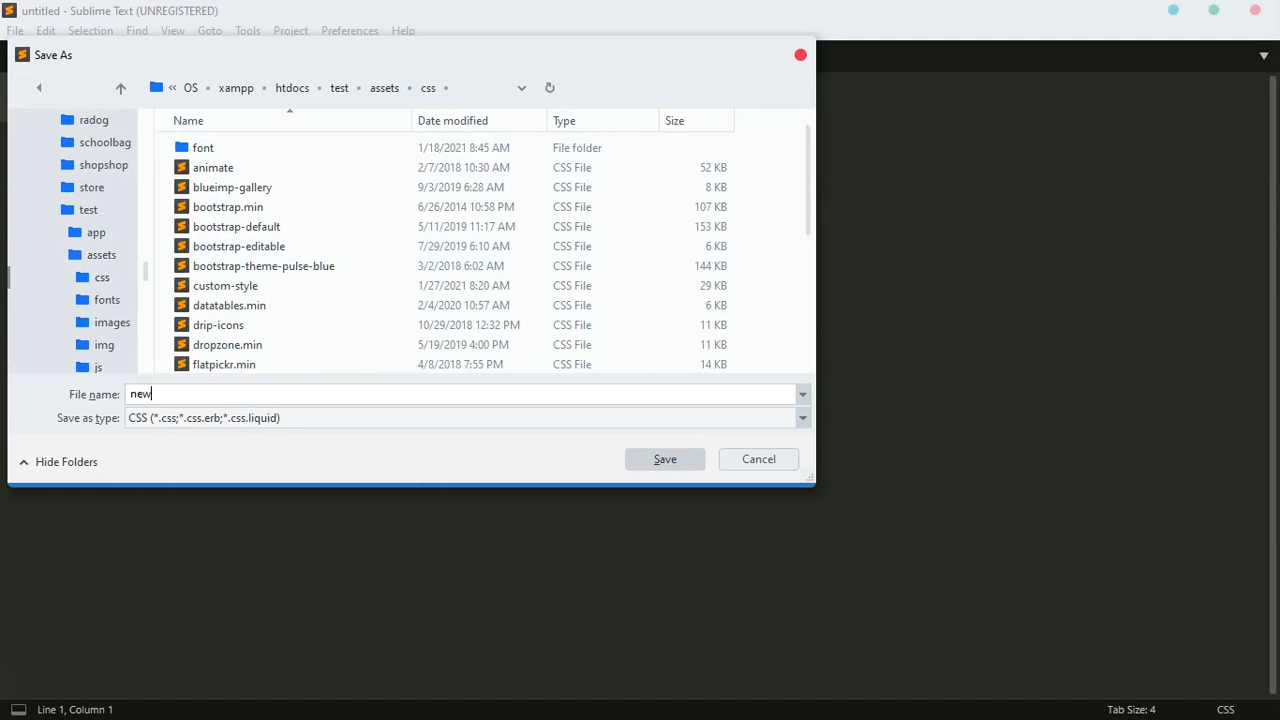 untitled - Sublime Text (UNREGISTERED)
File Edit Selection Find View Goto Tools Project Preferences Help
Save As
« OS xampp htdocs test assets css
radog
schoolbag
shopshop
store
test
app
assets
css
fonts
images
img
js
Name Date modified Type Size
font 1/18/2021 8:45 AM File folder
animate 2/7/2018 10:30 AM CSS File 52 KB
blueimp-gallery 9/3/2019 6:28 AM CSS File 8 KB
bootstrap.min 6/26/2014 10:58 PM CSS File 107 KB
bootstrap-default 5/11/2019 11:17 AM CSS File 153 KB
bootstrap-editable 7/29/2019 6:10 AM CSS File 6 KB
bootstrap-theme-pulse-blue 3/2/2018 6:02 AM CSS File 144 KB
custom-style 1/27/2021 8:20 AM CSS File 29 KB
datatables.min 2/4/2020 10:57 AM CSS File 6 KB
drip-icons 10/29/2018 12:32 PM CSS File 11 KB
dropzone.min 5/19/2019 4:00 PM CSS File 11 KB
flatpickr.min 4/8/2018 7:55 PM CSS File 14 KB
File name: new
Save as type: CSS (*.css;*.css.erb;*.css.liquid)
Hide Folders Save Cancel
Line 1, Column 1 Tab Size: 4 CSS